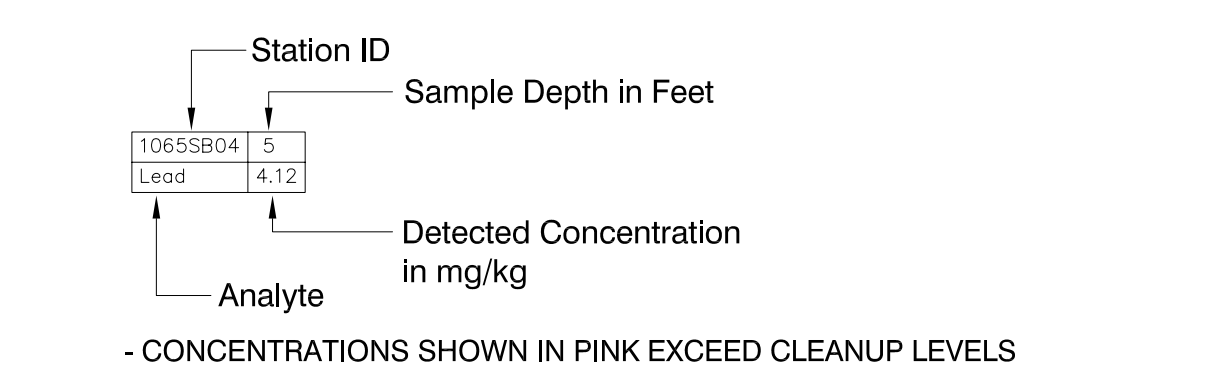 Station ID
Sample Depth in Feet
1065SB04 5
Lead 4.12
Detected Concentration
in mg/kg
Analyte
- CONCENTRATIONS SHOWN IN PINK EXCEED CLEANUP LEVELS